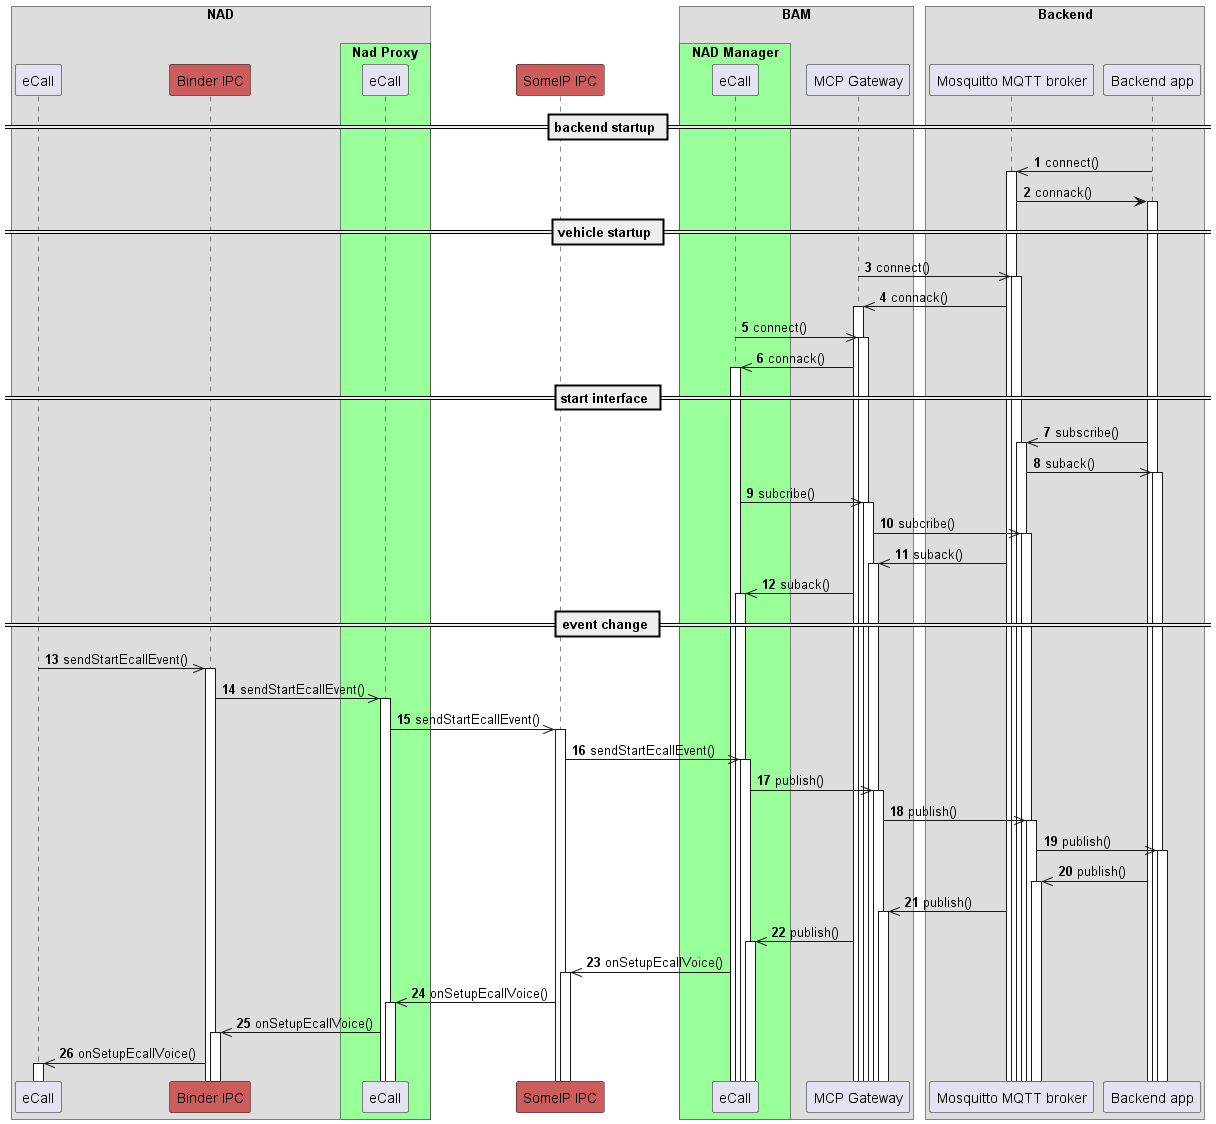 NAD
BAM
Backend
Nad Proxy
NAD Manager
eCall
Binder IPC
eCall
SomeIP IPC
eCall
MCP Gateway
Mosquitto MQTT broker
Backend app
backend startup
1 connect()
2 connack()
vehicle startup
3 connect()
4 connack()
5 connect()
6 connack()
start interface
7 subscribe()
8 suback()
9 subcribe()
10 subcribe()
11 suback()
12 suback()
event change
13 sendStartEcallEvent()
14 sendStartEcallEvent()
15 sendStartEcallEvent()
16 sendStartEcallEvent()
17 publish()
18 publish()
19 publish()
20 publish()
21 publish()
22 publish()
23 onSetupEcallVoice()
24 onSetupEcallVoice()
25 onSetupEcallVoice()
26 onSetupEcallVoice()
eCall
Binder IPC
eCall
SomeIP IPC
eCall
MCP Gateway
Mosquitto MQTT broker
Backend app